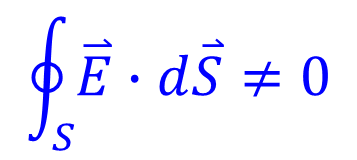 ∮_S E⃗ · dS⃗ ≠ 0